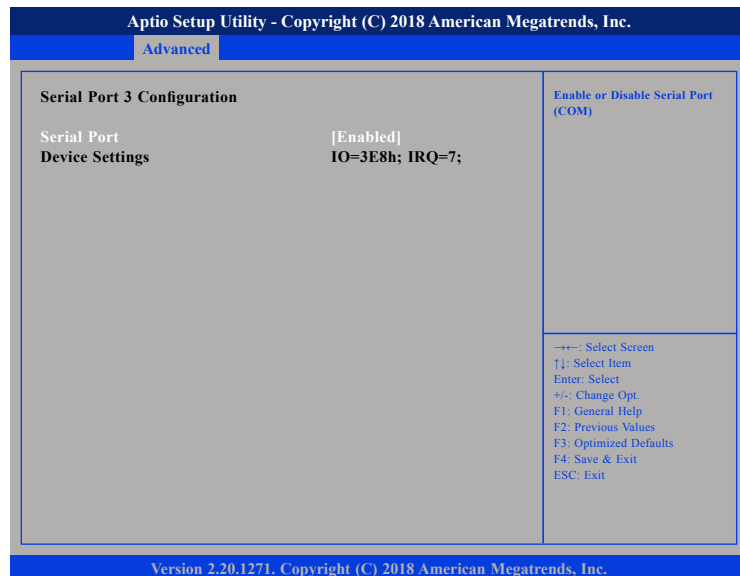 Aptio Setup Utility - Copyright (C) 2018 American Megatrends, Inc.
Advanced
Serial Port 3 Configuration
Serial Port [Enabled]
Device Settings IO=3E8h; IRQ=7;
Enable or Disable Serial Port
(COM)
→←: Select Screen
↑↓: Select Item
Enter: Select
+/-: Change Opt.
F1: General Help
F2: Previous Values
F3: Optimized Defaults
F4: Save & Exit
ESC: Exit
Version 2.20.1271. Copyright (C) 2018 American Megatrends, Inc.